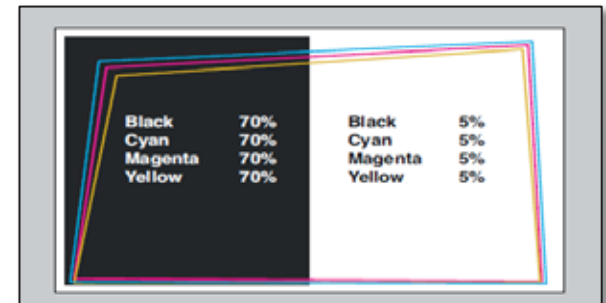 Black 70%
Cyan 70%
Magenta 70%
Yellow 70%
Black 5%
Cyan 5%
Magenta 5%
Yellow 5%